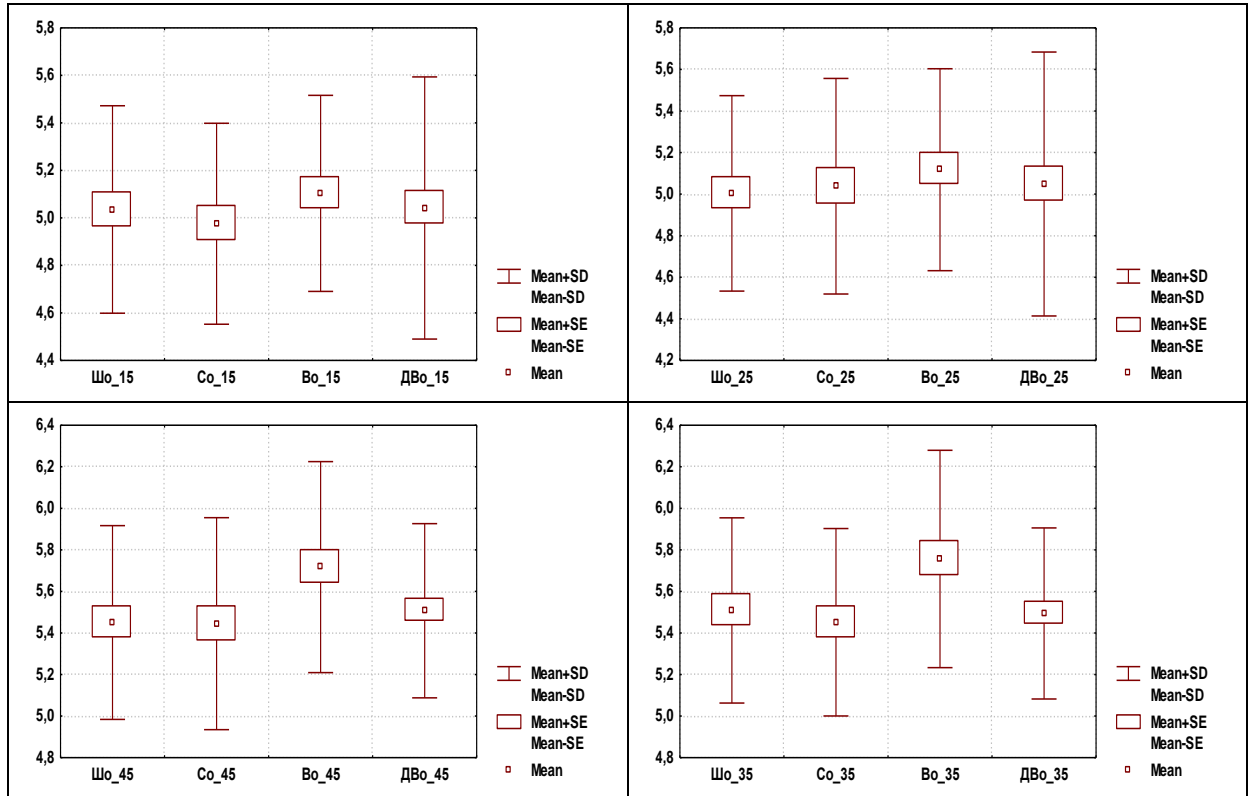 5,8
5,6
5,4
5,2
5,0
4,8
4,6
4,4
Шо_15 Со_15 Во_15 ДВо_15
Mean+SD
Mean-SD
Mean+SE
Mean-SE
Mean
5,8
5,6
5,4
5,2
5,0
4,8
4,6
4,4
4,2
Шо_25 Со_25 Во_25 ДВо_25
Mean+SD
Mean-SD
Mean+SE
Mean-SE
Mean
6,4
6,2
6,0
5,8
5,6
5,4
5,2
5,0
4,8
Шо_45 Со_45 Во_45 ДВо_45
Mean+SD
Mean-SD
Mean+SE
Mean-SE
Mean
6,4
6,2
6,0
5,8
5,6
5,4
5,2
5,0
4,8
Шо_35 Со_35 Во_35 ДВо_35
Mean+SD
Mean-SD
Mean+SE
Mean-SE
Mean